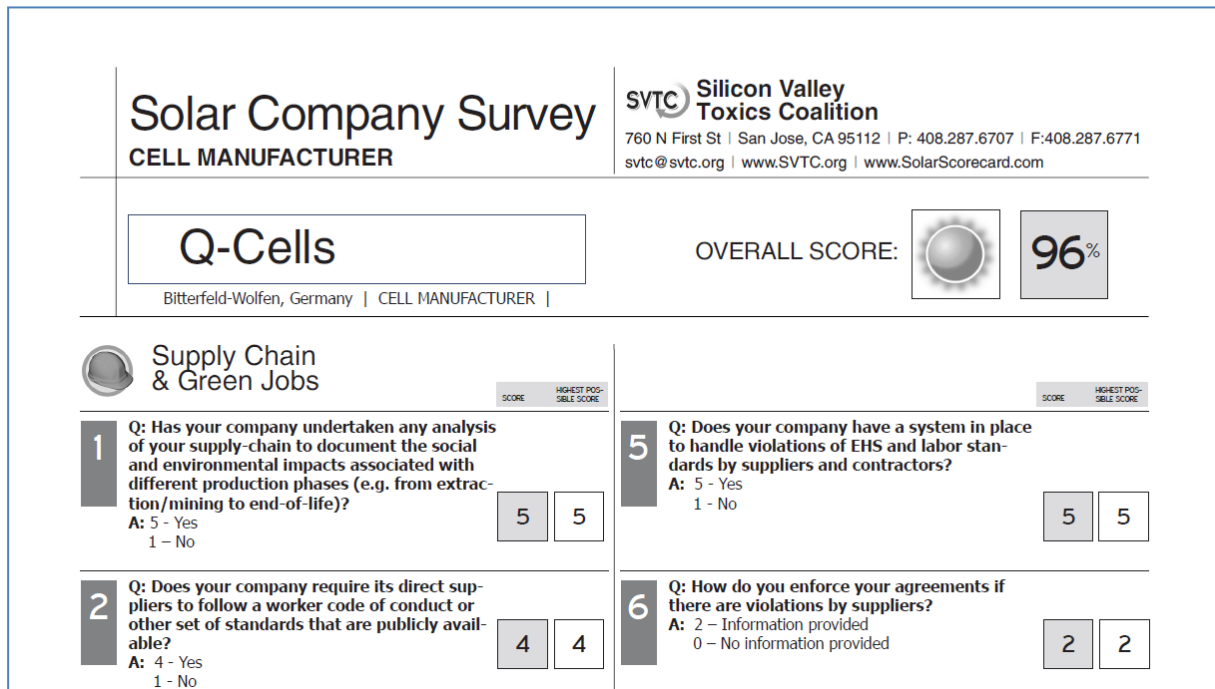 Solar Company Survey
CELL MANUFACTURER
SVTC Silicon Valley
Toxics Coalition
760 N First St | San Jose, CA 95112 | P: 408.287.6707 | F:408.287.6771
svtc@svtc.org | www.SVTC.org | www.SolarScorecard.com
Q-Cells
Bitterfeld-Wolfen, Germany | CELL MANUFACTURER |
OVERALL SCORE:
96%
Supply Chain
& Green Jobs
SCORE
HIGHEST POS-
SIBLE SCORE
1
Q: Has your company undertaken any analysis
of your supply-chain to document the social
and environmental impacts associated with
different production phases (e.g. from extrac-
tion/mining to end-of-life)?
A: 5 - Yes
1 – No
5 5
2
Q: Does your company require its direct sup-
pliers to follow a worker code of conduct or
other set of standards that are publicly avail-
able?
A: 4 - Yes
1 - No
4 4
SCORE
HIGHEST POS-
SIBLE SCORE
5
Q: Does your company have a system in place
to handle violations of EHS and labor stan-
dards by suppliers and contractors?
A: 5 - Yes
1 - No
5 5
6
Q: How do you enforce your agreements if
there are violations by suppliers?
A: 2 – Information provided
0 – No information provided
2 2